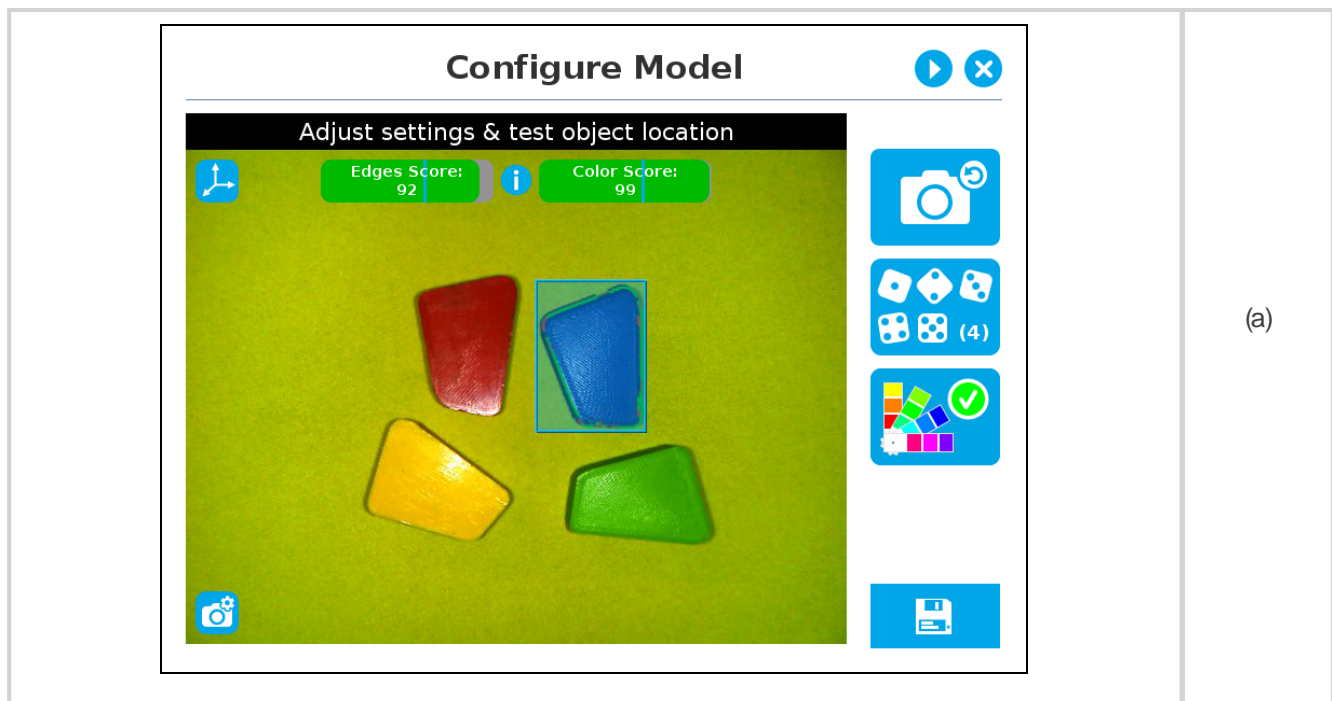 Configure Model
Adjust settings & test object location
Edges Score:
92
i
Color Score:
99
(4)
(a)